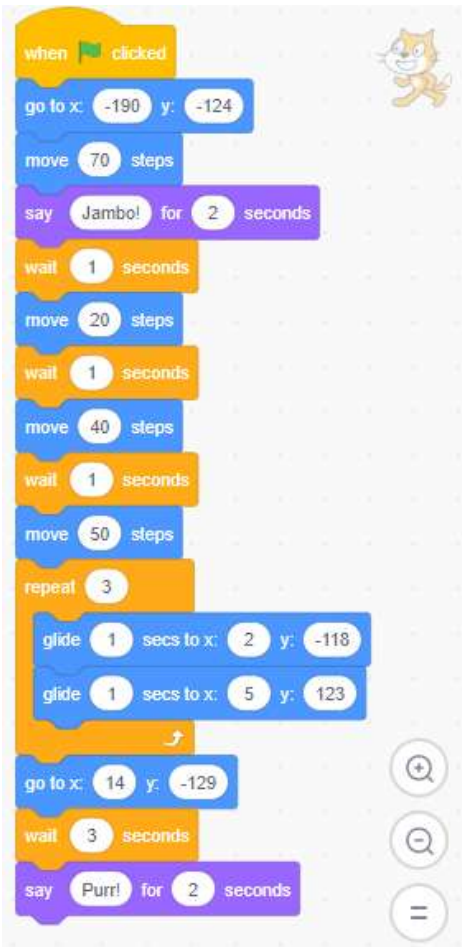 when clicked
go to x: -190 y: -124
move 70 steps
say Jambo! for 2 seconds
wait 1 seconds
move 20 steps
wait 1 seconds
move 40 steps
wait 1 seconds
move 50 steps
repeat 3
glide 1 secs to x: 2 y: -118
glide 1 secs to x: 5 y: 123
go to x: 14 y: -129
wait 3 seconds
say Purr! for 2 seconds